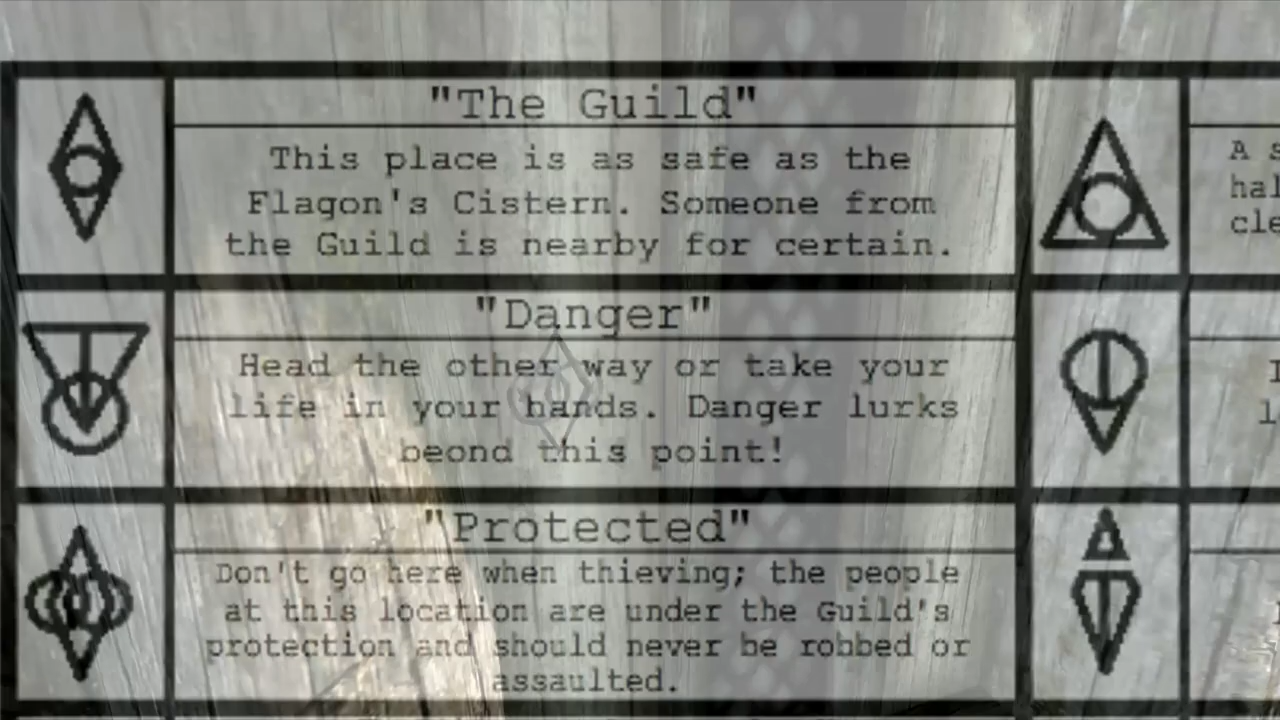 "The Guild"
This place is as safe as the
Flagon's Cistern. Someone from
the Guild is nearby for certain.
"Danger"
Head the other way or take your
life in your hands. Danger lurks
beond this point!
"Protected"
Don't go here when thieving; the people
at this location are under the Guild's
protection and should never be robbed or
assaulted.
A